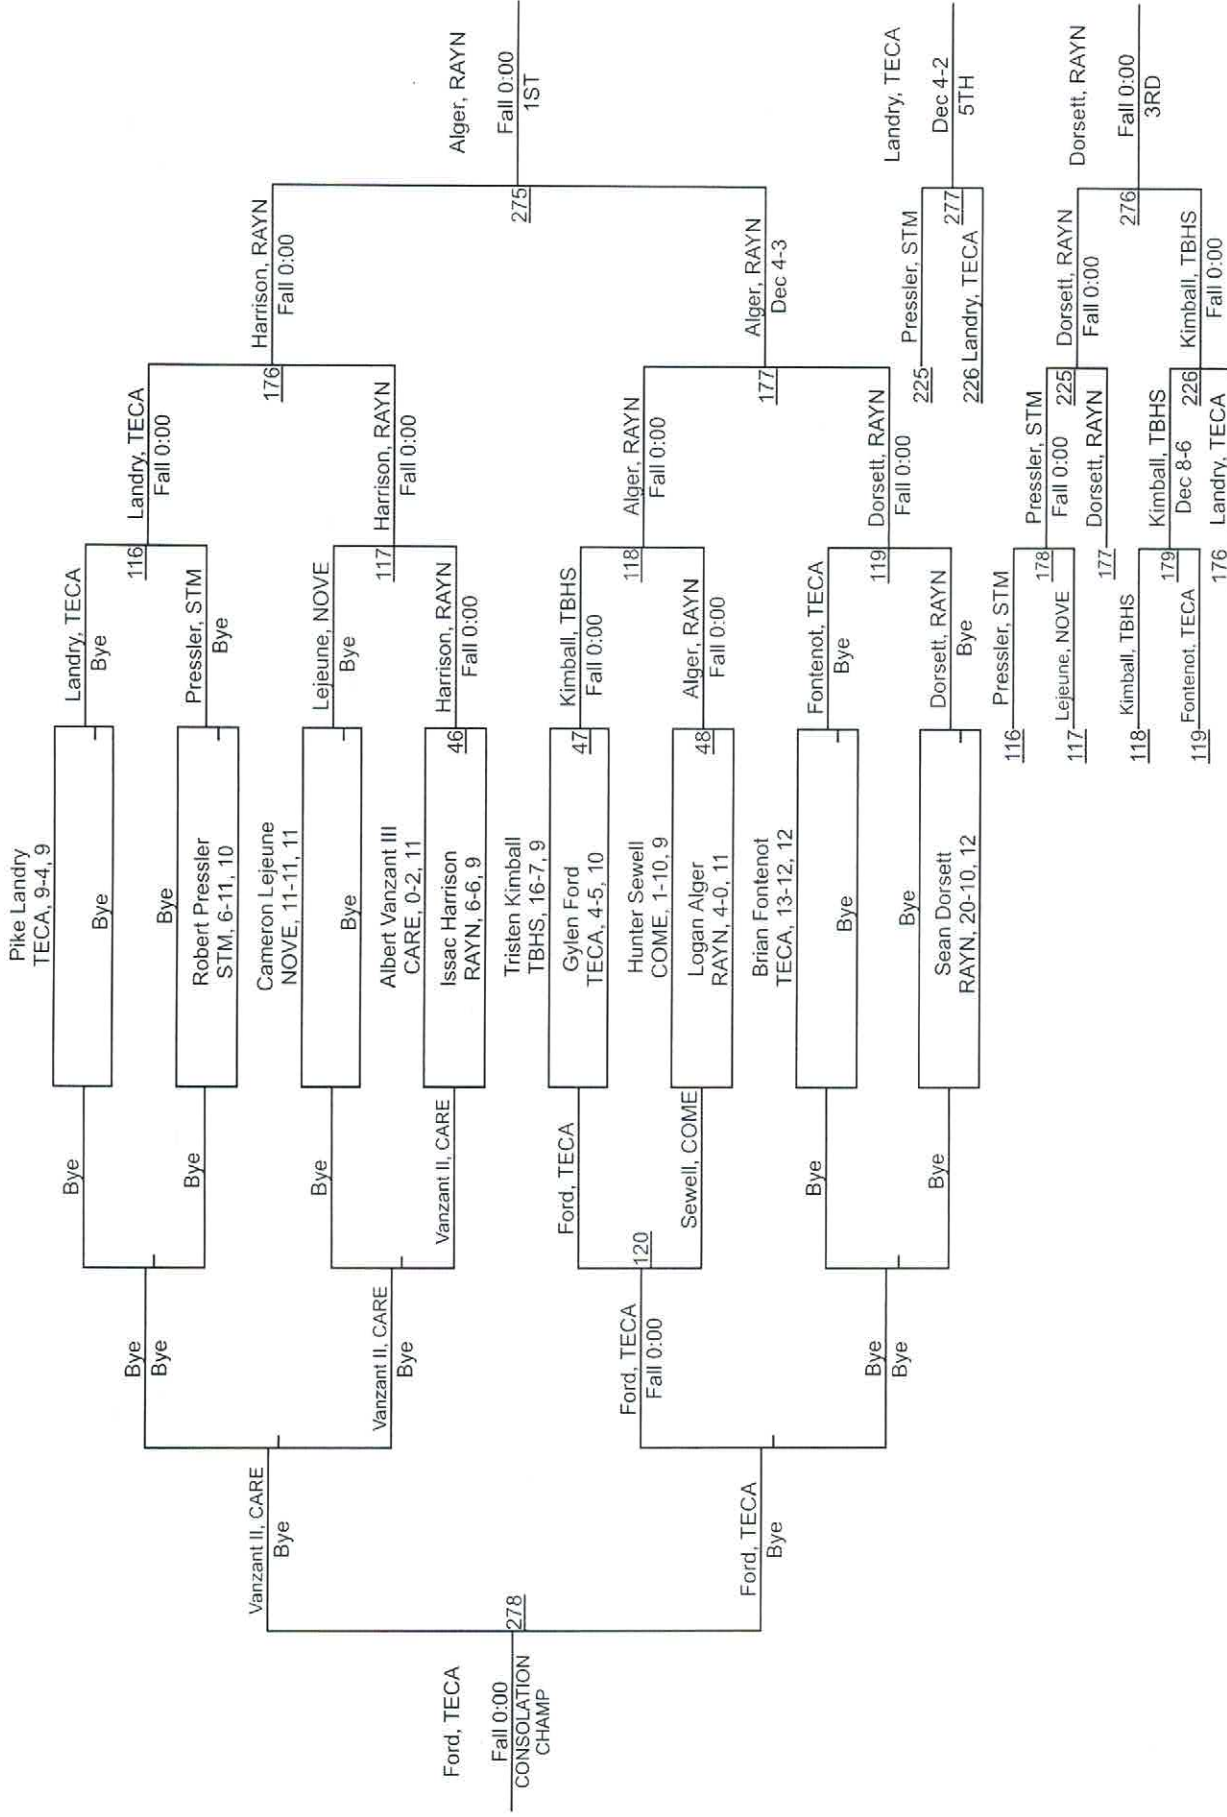 Pike Landry
TECA, 9-4, 9
Bye
Bye
Robert Pressler
STM, 6-11, 10
Cameron Lejeune
NOVE, 11-11, 11
Bye
Albert Vanzant III
CARE, 0-2, 11
Issac Harrison
RAYN, 6-6, 9
Tristen Kimball
TBHS, 16-7, 9
Gylen Ford
TECA, 4-5, 10
Hunter Sewell
COME, 1-10, 9
Logan Alger
RAYN, 4-0, 11
Brian Fontenot
TECA, 13-12, 12
Bye
Bye
Sean Dorsett
RAYN, 20-10, 12
46
47
48
Landry, TECA
Bye
Pressler, STM
Bye
Lejeune, NOVE
Bye
Harrison, RAYN
Fall 0:00
Kimball, TBHS
Fall 0:00
Alger, RAYN
Fall 0:00
Fontenot, TECA
Bye
Dorsett, RAYN
Bye
116
117
118
119
Landry, TECA
Fall 0:00
Harrison, RAYN
Fall 0:00
Alger, RAYN
Fall 0:00
Dorsett, RAYN
Fall 0:00
176
177
Harrison, RAYN
Fall 0:00
Alger, RAYN
Dec 4-3
275
Alger, RAYN
Fall 0:00
1ST
Bye
Bye
Bye
Vanzant II, CARE
Ford, TECA
Sewell, COME
Bye
Bye
120
Bye
Bye
Vanzant II, CARE
Bye
Ford, TECA
Fall 0:00
Bye
Bye
Vanzant II, CARE
Bye
Ford, TECA
Bye
278
Ford, TECA
Fall 0:00
CONSOLATION
CHAMP
225
Pressler, STM
226 Landry, TECA
277
Landry, TECA
Dec 4-2
5TH
116
Pressler, STM
117
Lejeune, NOVE
178
Pressler, STM
Fall 0:00
177
Dorsett, RAYN
225
Dorsett, RAYN
Fall 0:00
118
Kimball, TBHS
119
Fontenot, TECA
179
Kimball, TBHS
Dec 8-6
176
Landry, TECA
226
Kimball, TBHS
Fall 0:00
276
Dorsett, RAYN
Fall 0:00
3RD